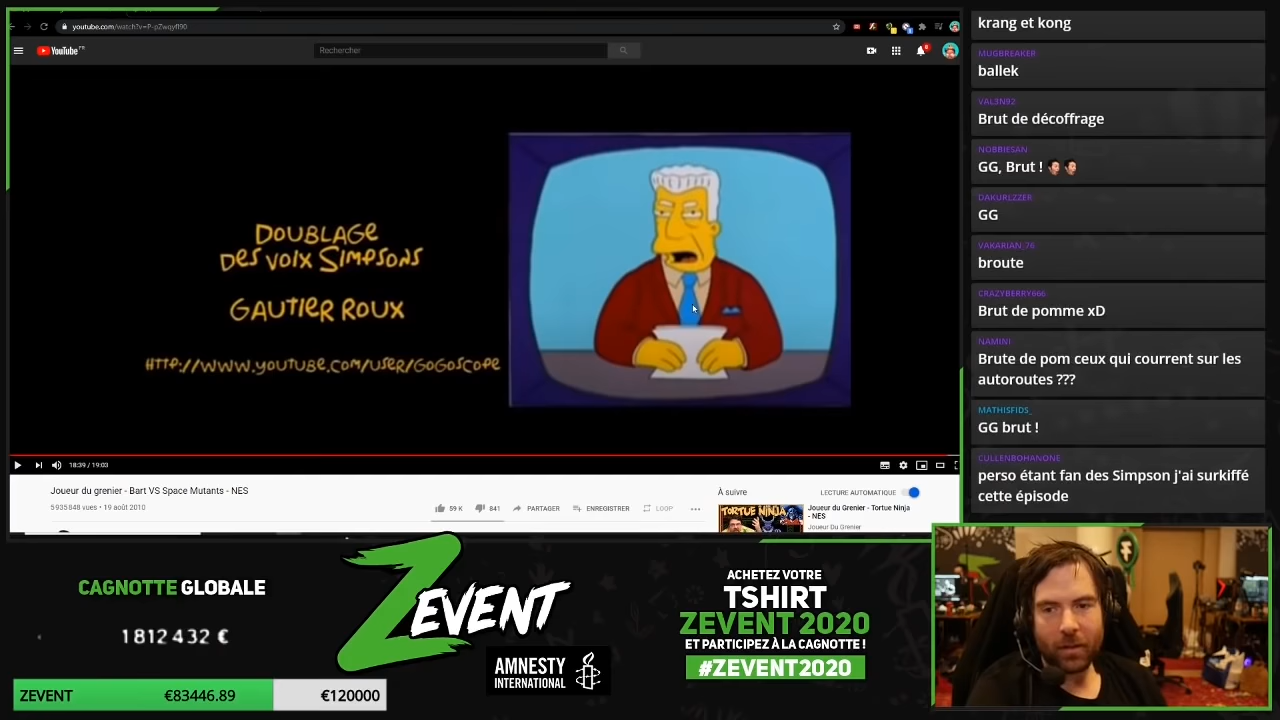 youtube.com/watch?v=P-pZwqyfl90
YouTube FR
Rechercher
8
DOUBLAGE
DES VOIX SIMPSONS
GAUTIER ROUX
HTTP://WWW.YOUTUBE.COM/USER/GOGOSCOPE
18:39 / 19:03
Joueur du grenier - Bart VS Space Mutants - NES
5 935 848 vues • 19 août 2010
59 K
841
PARTAGER
ENREGISTRER
LOOP
À suivre
LECTURE AUTOMATIQUE
TORTUE NINJA
Joueur du Grenier - Tortue Ninja
- NES
Joueur Du Grenier
krang et kong
MUGBREAKER
ballek
VAL3N92
Brut de décoffrage
NOBBIESAN
GG, Brut !
DAKURLZZER
GG
VAKARIAN_76
broute
CRAZYBERRY666
Brut de pomme xD
NAMINI
Brute de pom ceux qui courrent sur les
autoroutes ???
MATHISFIDS_
GG brut !
CULLENBOHANONE
perso étant fan des Simpson j'ai surkiffé
cette épisode
CAGNOTTE GLOBALE
1 812 432 €
ZEVENT €83446.89 €120000
ZEVENT
AMNESTY
INTERNATIONAL
ACHETEZ VOTRE
TSHIRT
ZEVENT 2020
ET PARTICIPEZ À LA CAGNOTTE !
#ZEVENT2020